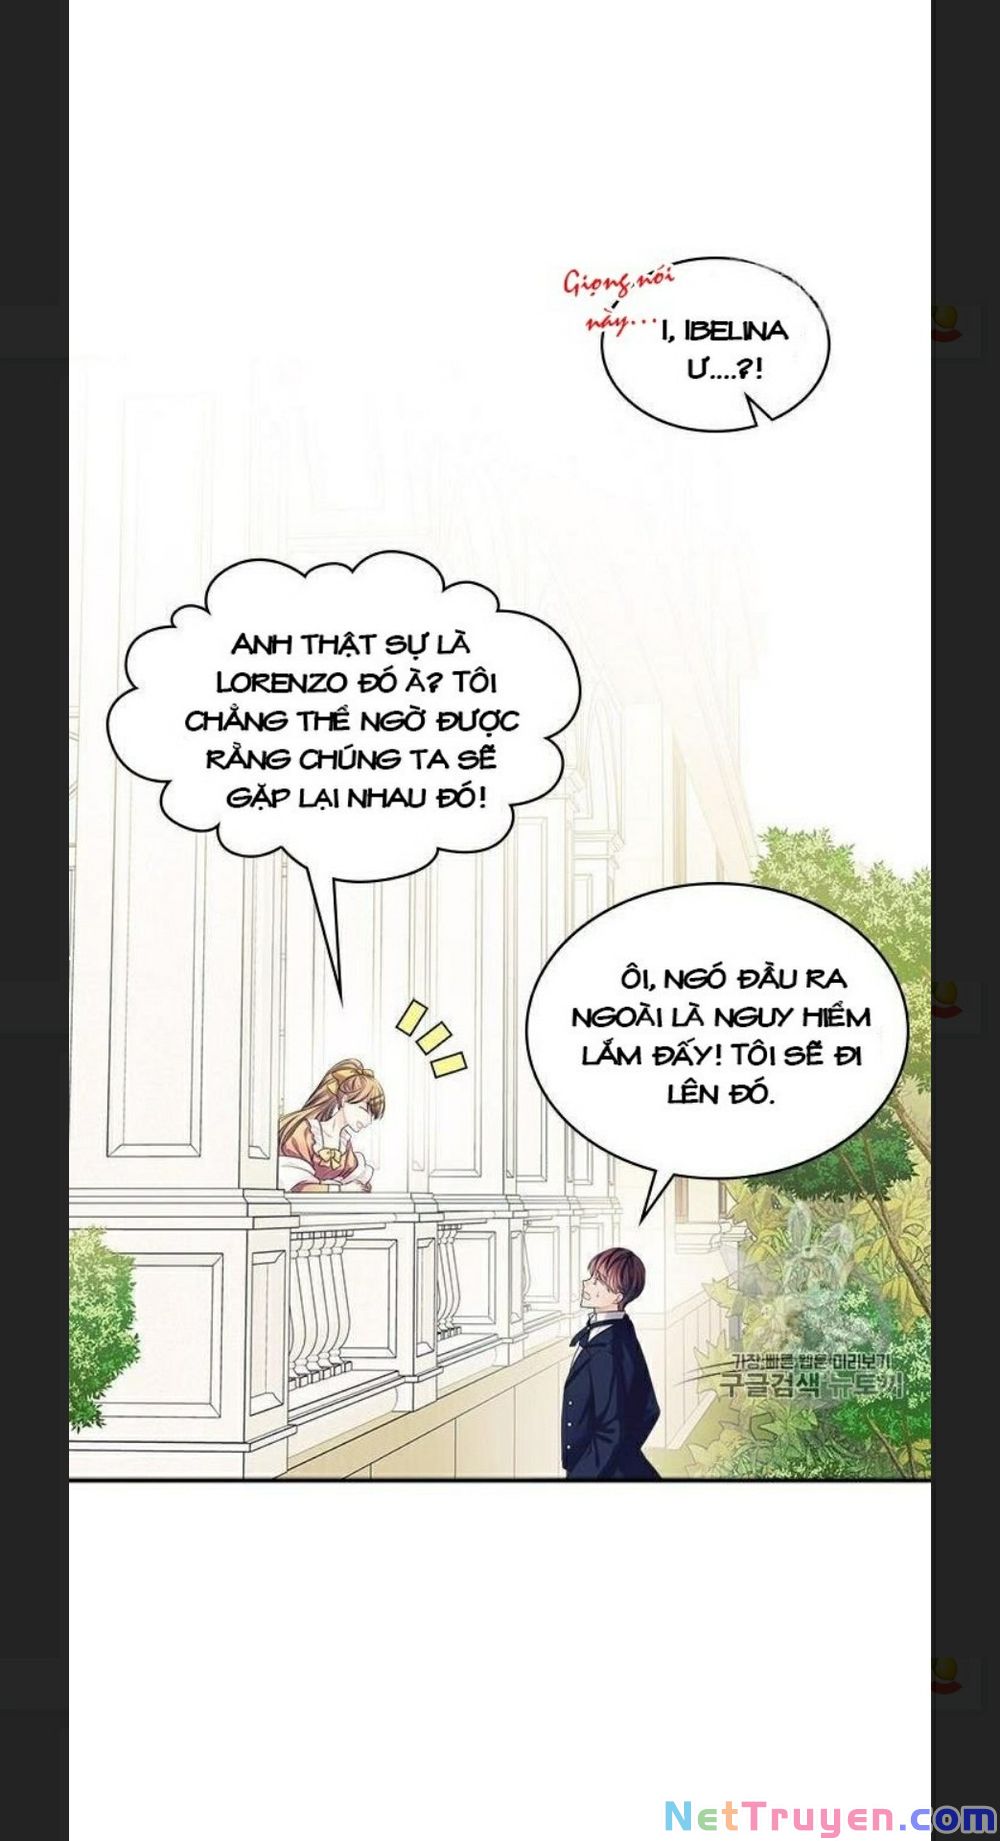 Giọng nói
này...
I, IBELINA
Ư....?!
ANH THẬT SỰ LÀ
LORENZO ĐÓ À? TÔI
CHẲNG THỂ NGỜ ĐƯỢC
RẰNG CHÚNG TA SẼ
GẶP LẠI NHAU ĐÓ!
ÔI, NGÓ ĐẦU RA
NGOÀI LÀ NGUY HIỂM
LẮM ĐẤY! TÔI SẼ ĐI
LÊN ĐÓ.
가장 빠른 웹툰 미리보기
구글검색 뉴토끼
NetTruyen.com